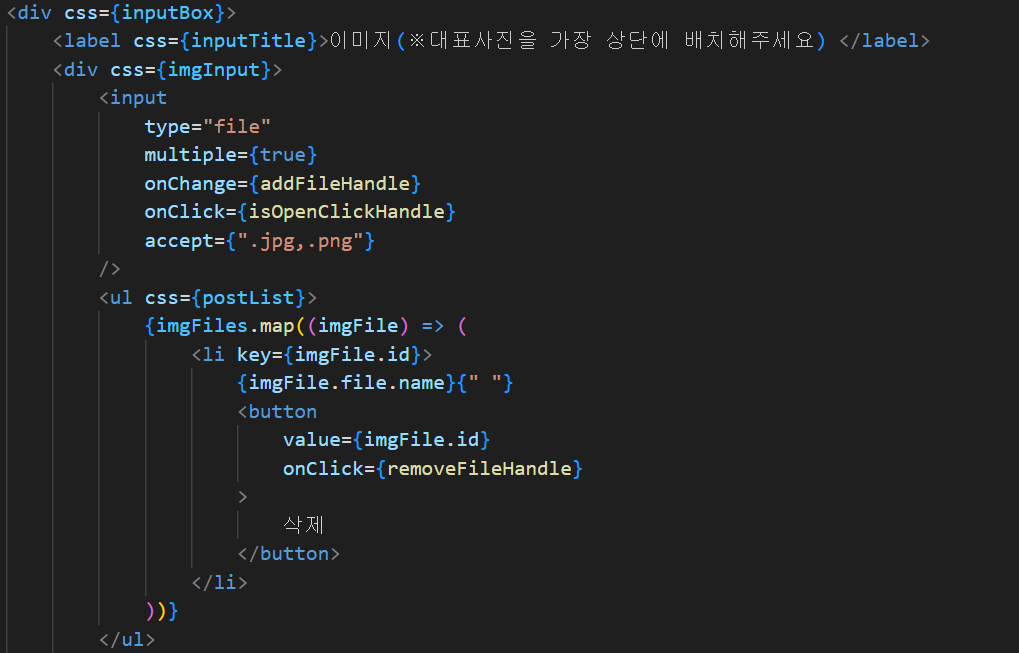 <div css={inputBox}>
<label css={inputTitle}>이미지(※대표사진을 가장 상단에 배치해주세요) </label>
<div css={imgInput}>
<input
type="file"
multiple={true}
onChange={addFileHandle}
onClick={isOpenClickHandle}
accept={".jpg,.png"}
/>
<ul css={postList}>
{imgFiles.map((imgFile) => (
<li key={imgFile.id}>
{imgFile.file.name}{" "}
<button
value={imgFile.id}
onClick={removeFileHandle}
>
삭제
</button>
</li>
))}
</ul>